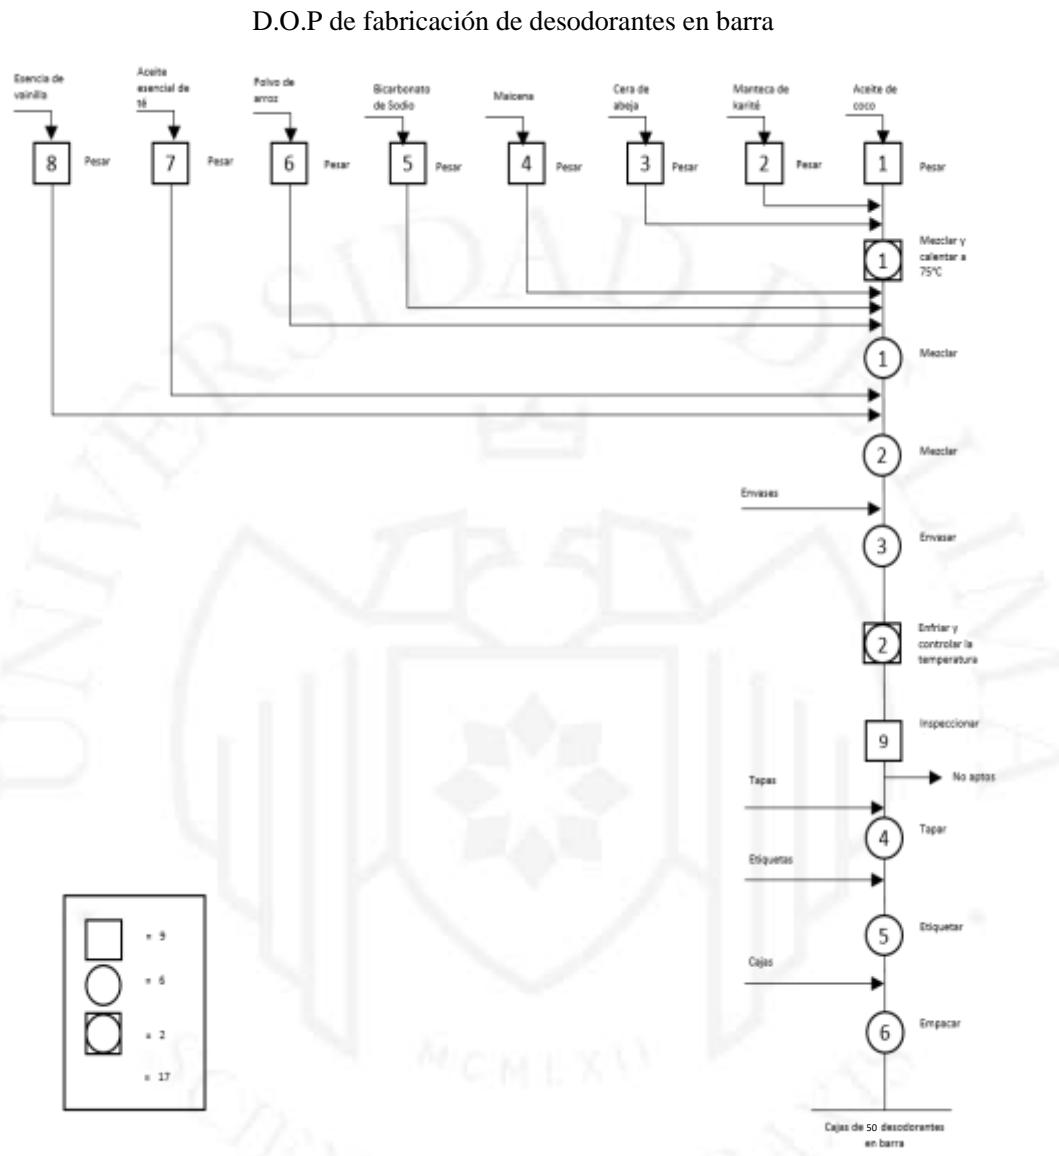 D.O.P de fabricación de desodorantes en barra
Esencia de
vainilla
Aceite
esencial de
té
Polvo de
arroz
Bicarbonato
de Sodio
Maicena
Cera de
abeja
Manteca de
karité
Aceite de
coco
8 Pesar
7 Pesar
6 Pesar
5 Pesar
4 Pesar
3 Pesar
2 Pesar
1 Pesar
1
Mezclar y
calentar a
75°C
1 Mezclar
2 Mezclar
Envases
3 Envasar
2
Enfriar y
controlar la
temperatura
9 Inspeccionar
No aptos
Tapas
4 Tapar
Etiquetas
5 Etiquetar
Cajas
6 Empacar
Cajas de 50 desodorantes
en barra
= 9
= 6
= 2
= 17
UNIVERSIDAD DE LIMA
MCMLXII